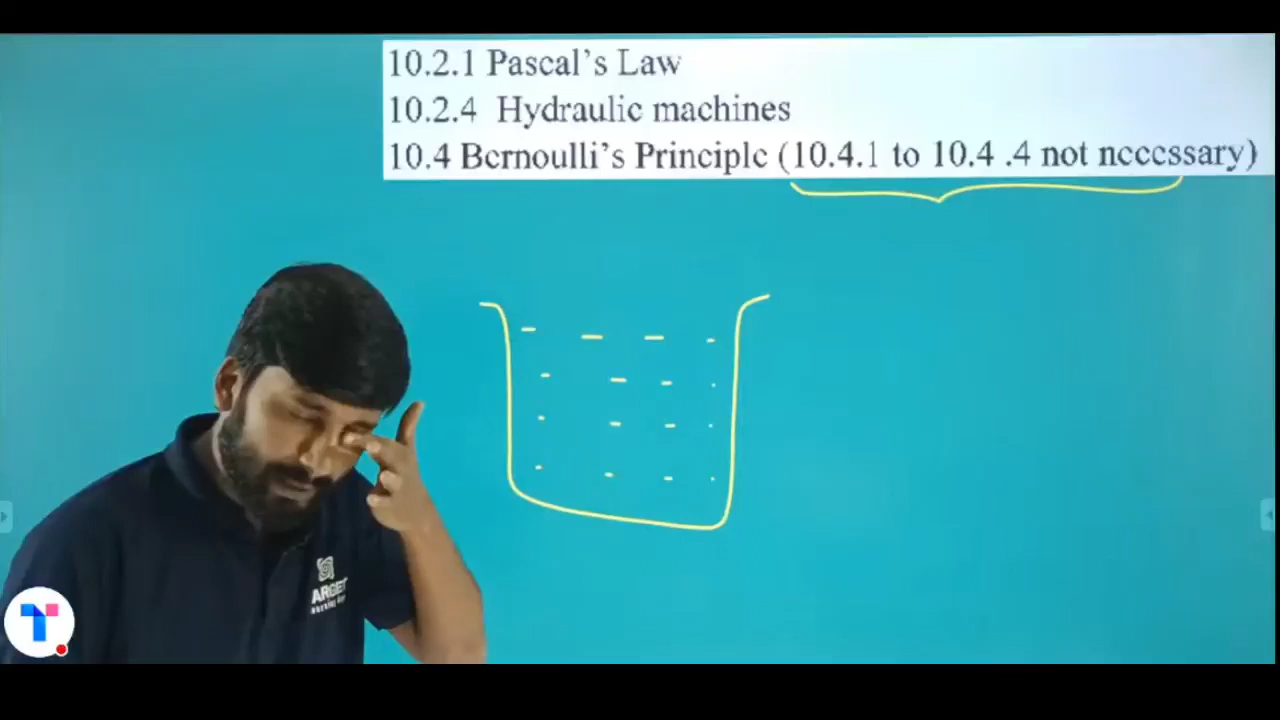 10.2.1 Pascal's Law
10.2.4 Hydraulic machines
10.4 Bernoulli's Principle (10.4.1 to 10.4 .4 not necessary)
ARGET